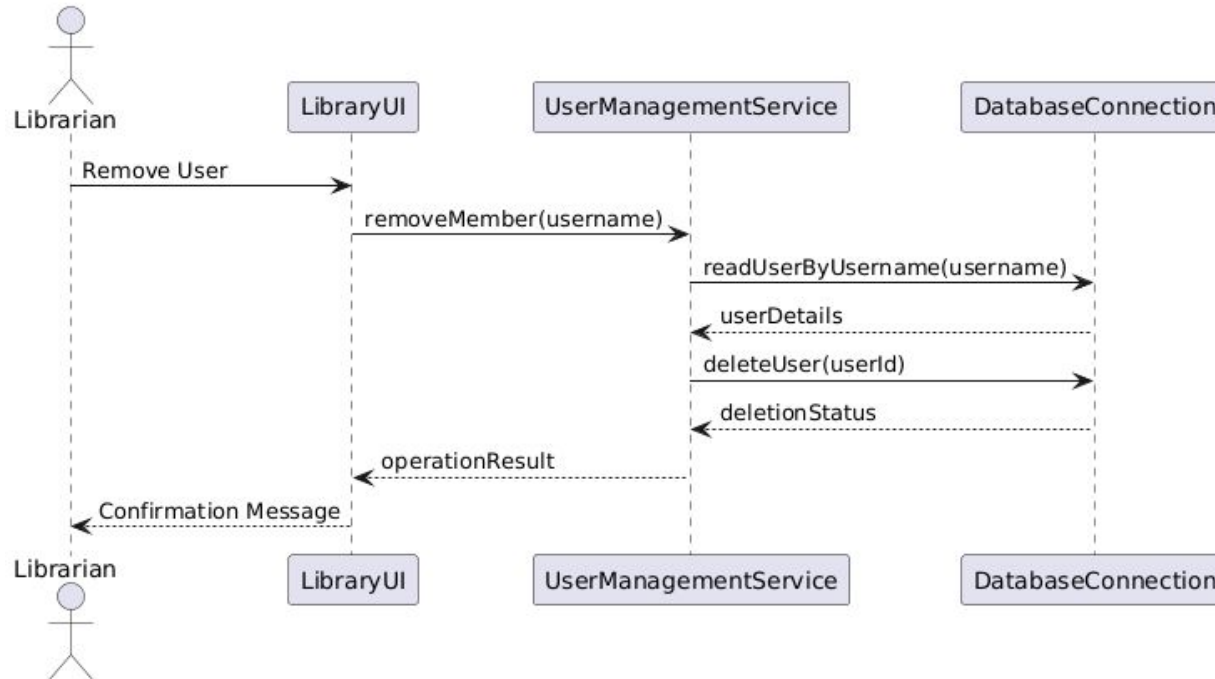 Librarian
LibraryUI
UserManagementService
DatabaseConnection
Remove User
removeMember(username)
readUserByUsername(username)
userDetails
deleteUser(userId)
deletionStatus
operationResult
Confirmation Message
Librarian
LibraryUI
UserManagementService
DatabaseConnection